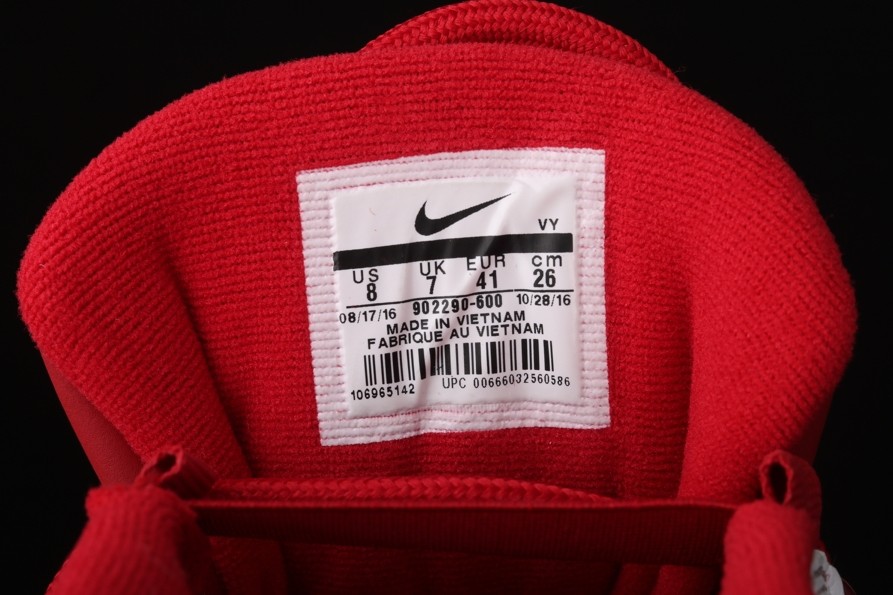 VY
US UK EUR cm
8 7 41 26
08/17/16 902290-600 10/28/16
MADE IN VIETNAM
FABRIQUE AU VIETNAM
106965142 UPC 00666032560586